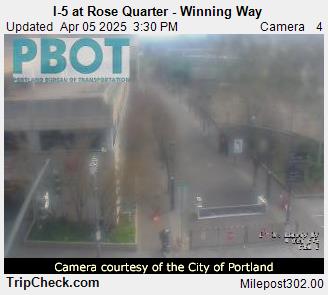 I-5 at Rose Quarter - Winning Way
Updated Apr 05 2025 3:30 PM Camera 4
PBOT
PORTLAND BUREAU OF TRANSPORTATION
Camera courtesy of the City of Portland
TripCheck.com Milepost302.00